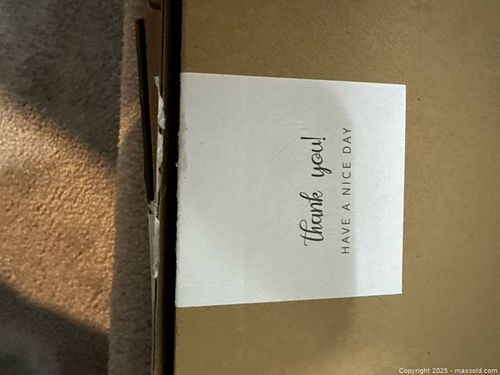 thank you!
HAVE A NICE DAY
Copyright 2025 - maxsold.com